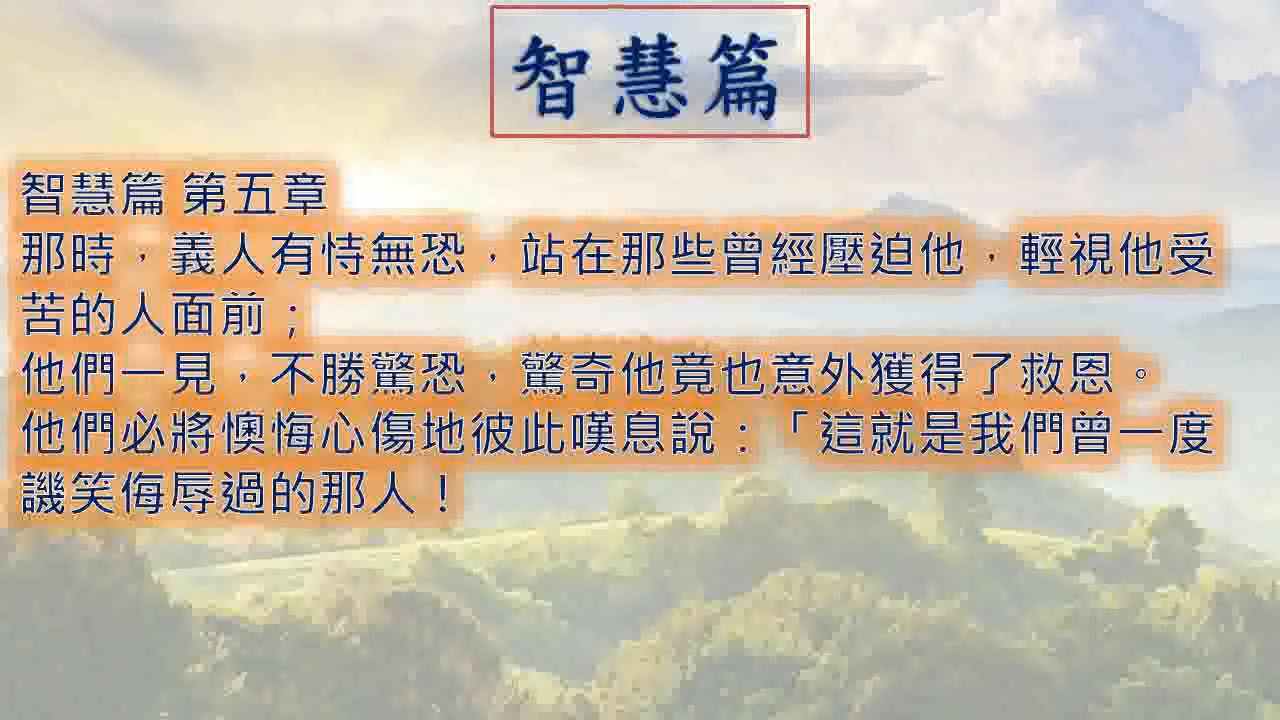 智慧篇
智慧篇 第五章
那時，義人有恃無恐，站在那些曾經壓迫他，輕視他受
苦的人面前；
他們一見，不勝驚恐，驚奇他竟也意外獲得了救恩。
他們必將懊悔心傷地彼此嘆息說：「這就是我們曾一度
譏笑侮辱過的那人！